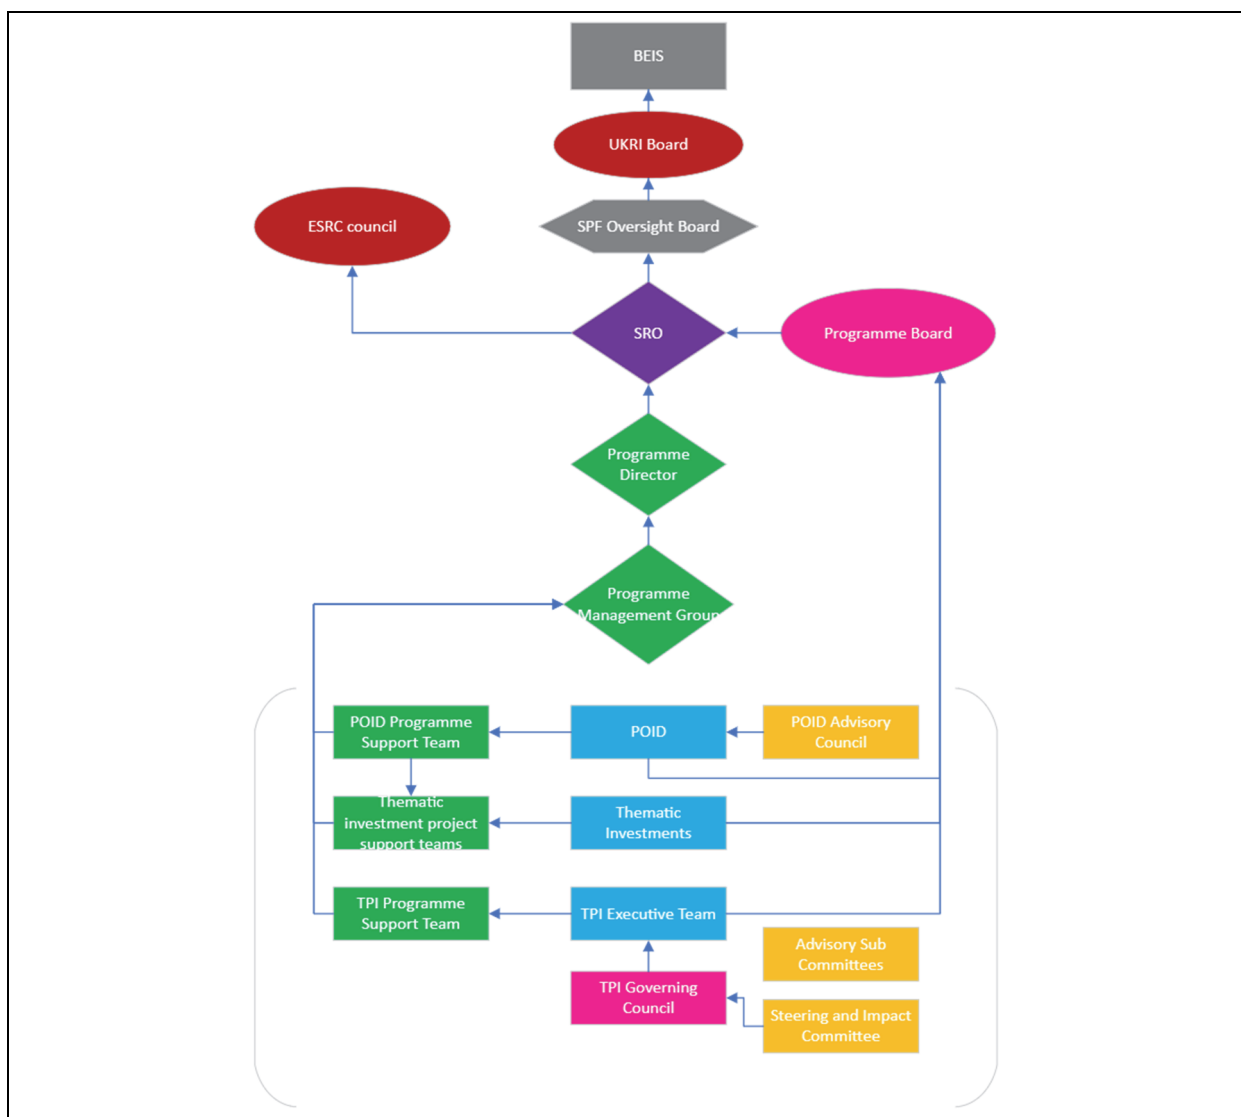 BEIS
UKRI Board
ESRC council
SPF Oversight Board
SRO
Programme Board
Programme
Director
Programme
Management Group
POID Programme
Support Team
POID
POID Advisory
Council
Thematic
investment project
support teams
Thematic
Investments
TPI Programme
Support Team
TPI Executive Team
Advisory Sub
Committees
TPI Governing
Council
Steering and Impact
Committee